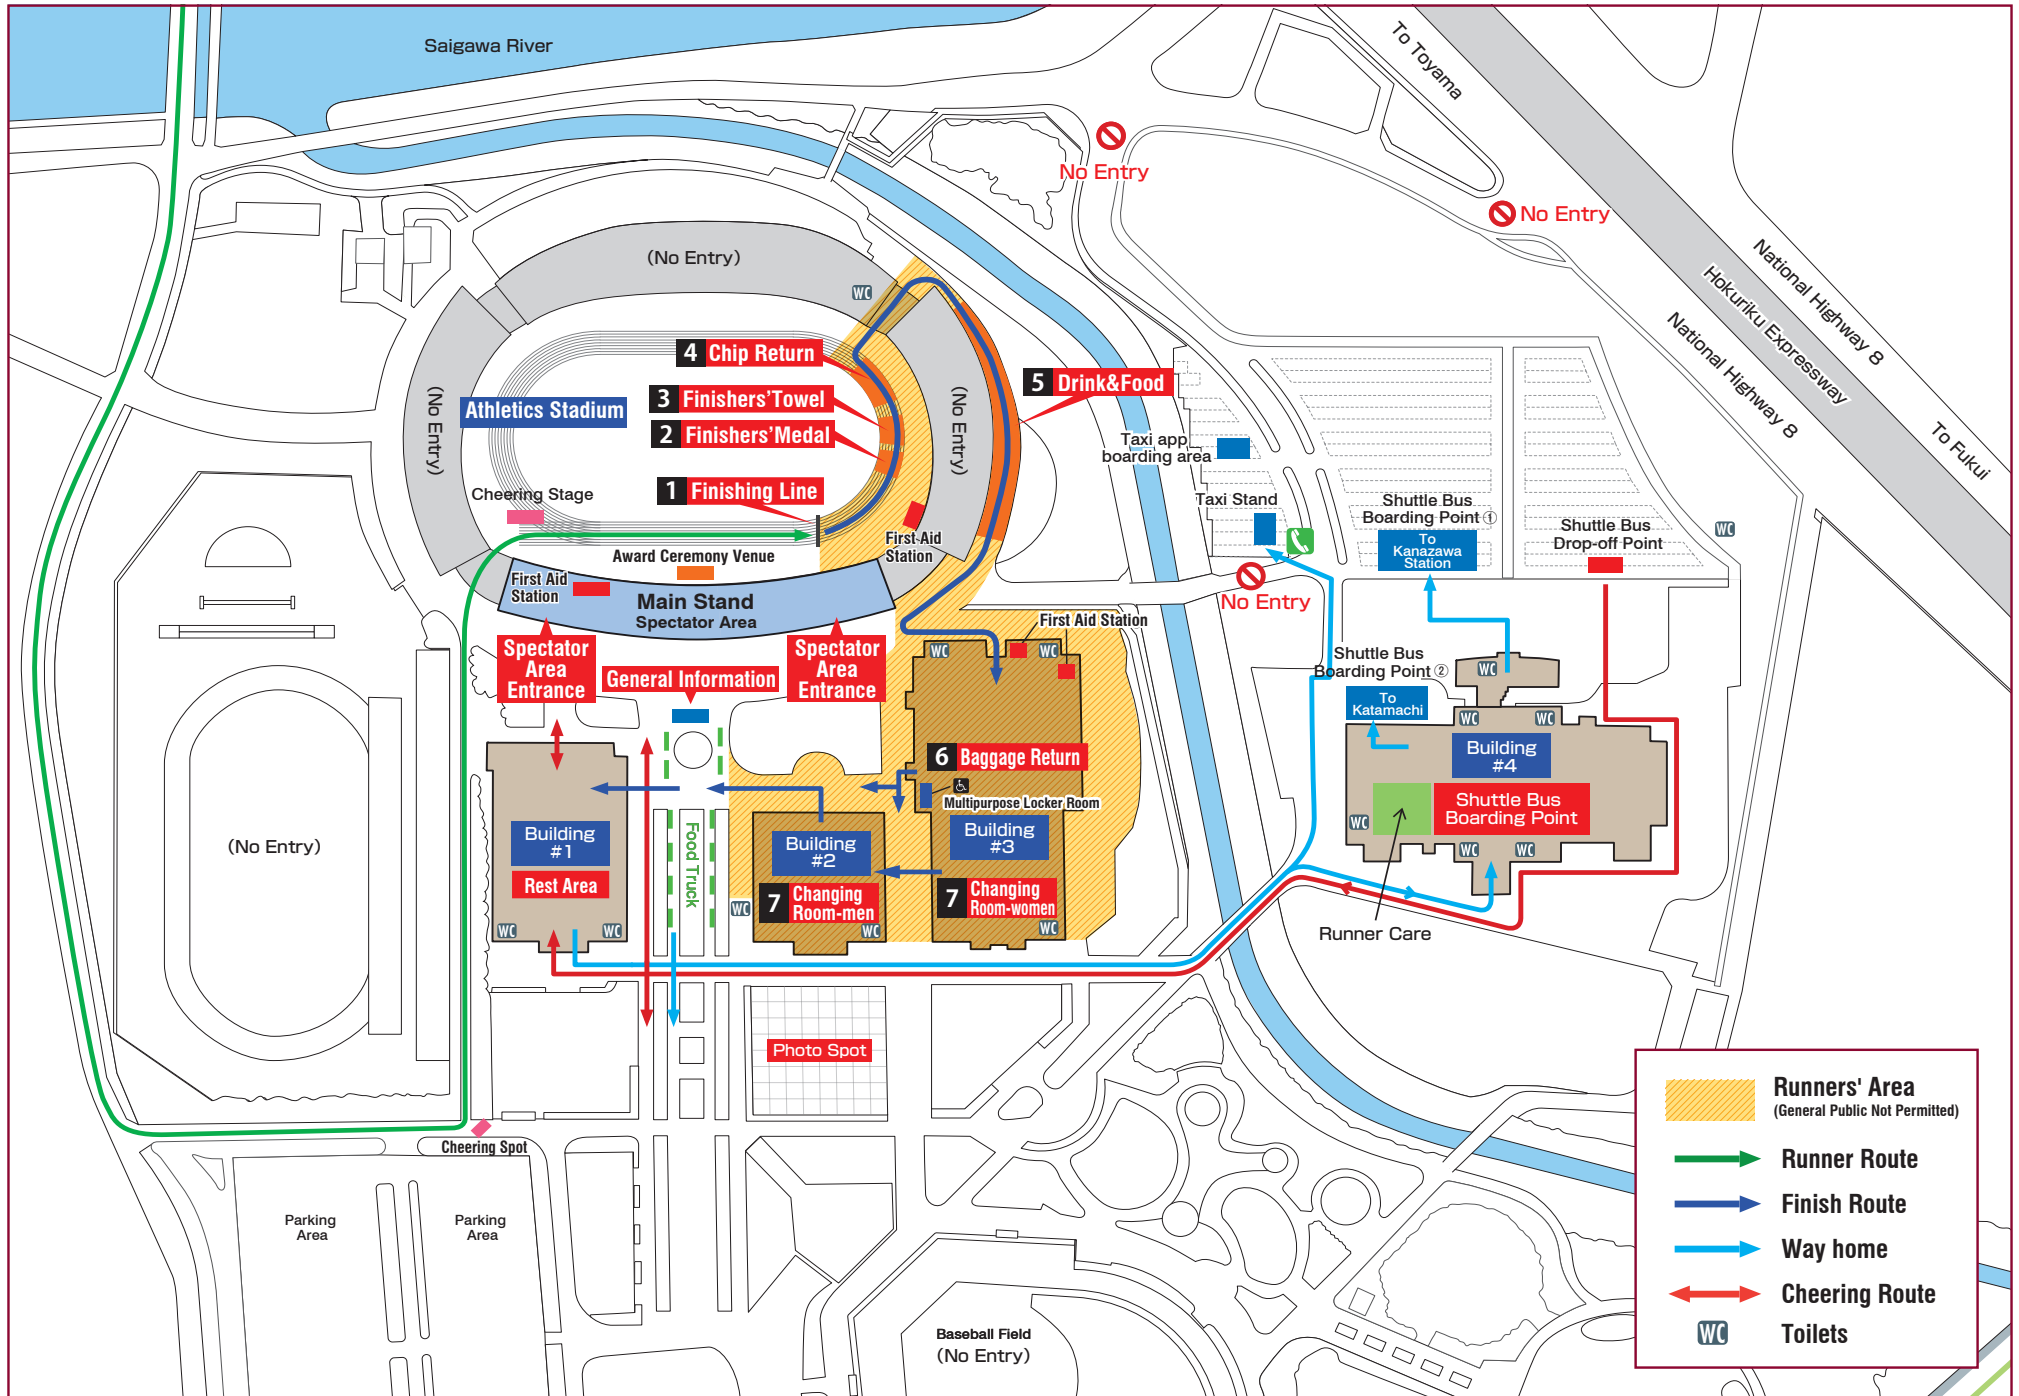 Saigawa River
To Toyama
No Entry
No Entry
National Highway 8
Hokuriku Expressway
National Highway 8
To Fukui
(No Entry)
WC
(No Entry)
(No Entry)
4 Chip Return
3 Finishers'Towel
2 Finishers'Medal
1 Finishing Line
5 Drink&Food
Athletics Stadium
Cheering Stage
Award Ceremony Venue
First Aid
Station
First Aid
Station
Main Stand
Spectator Area
Taxi app
boarding area
Taxi Stand
Shuttle Bus
Boarding Point ①
To
Kanazawa
Station
Shuttle Bus
Drop-off Point
WC
No Entry
Spectator
Area
Entrance
General Information
Spectator
Area
Entrance
First Aid Station
WC
WC
Shuttle Bus
Boarding Point ②
To
Katamachi
WC
WC
WC
Building
#4
Shuttle Bus
Boarding Point
WC
WC
WC
Runner Care
6 Baggage Return
Multipurpose Locker Room
Building
#1
Rest Area
WC
WC
Food Truck
WC
Building
#2
7 Changing
Room-men
WC
Building
#3
7 Changing
Room-women
WC
(No Entry)
Photo Spot
Cheering Spot
Parking
Area
Parking
Area
Baseball Field
(No Entry)
Runners' Area
(General Public Not Permitted)
Runner Route
Finish Route
Way home
Cheering Route
WC Toilets